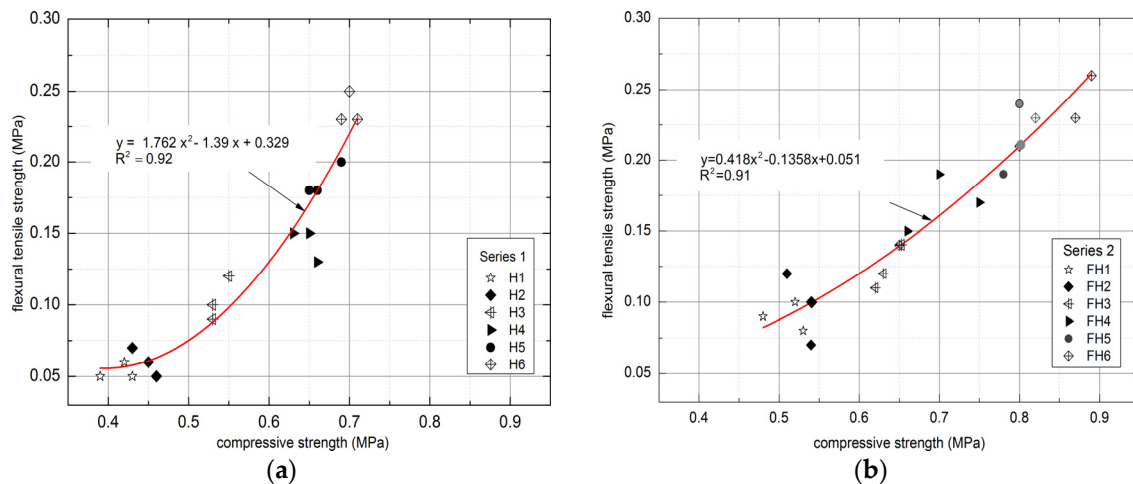 0.30
0.25
0.20
0.15
0.10
0.05
flexural tensile strength (MPa)
y = 1.762 x² - 1.39 x + 0.329
R² = 0.92
Series 1
H1
H2
H3
H4
H5
H6
0.4 0.5 0.6 0.7 0.8 0.9
compressive strength (MPa)
(a)
0.30
0.25
0.20
0.15
0.10
0.05
flexural tensile strength (MPa)
y=0.418x²-0.1358x+0.051
R²=0.91
Series 2
FH1
FH2
FH3
FH4
FH5
FH6
0.4 0.5 0.6 0.7 0.8 0.9
compressive strength (MPa)
(b)